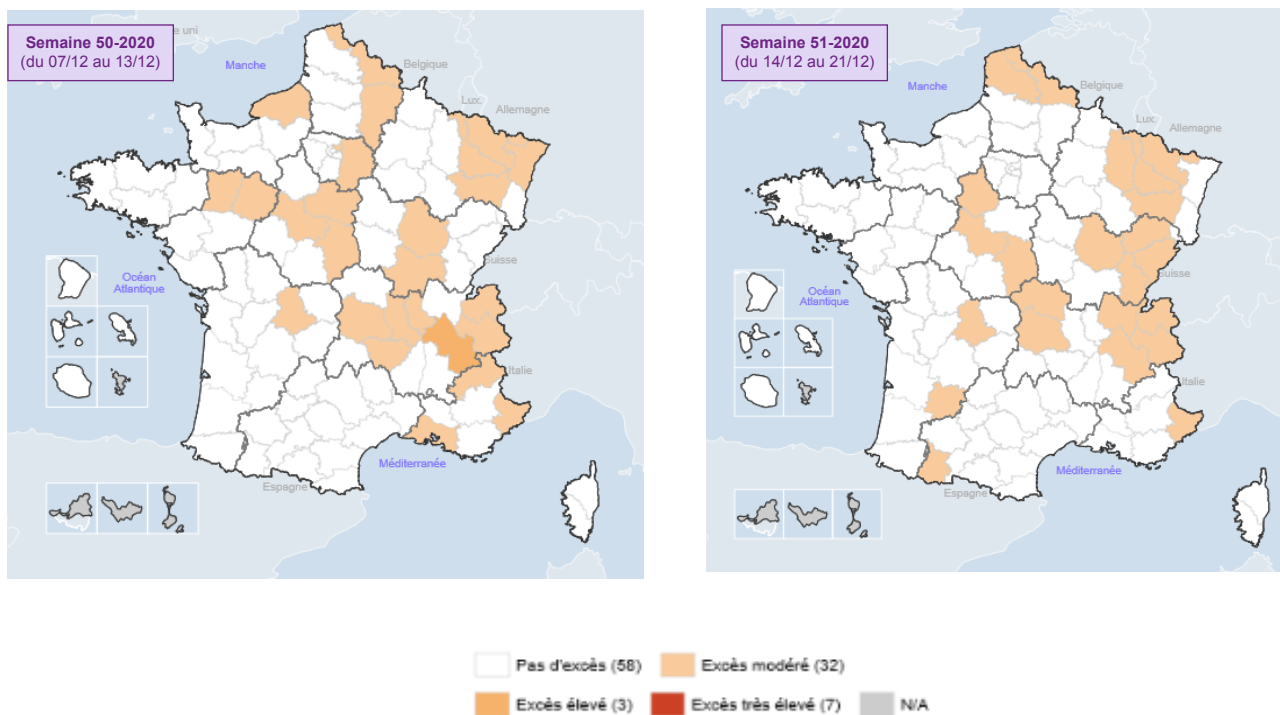 Semaine 50-2020
(du 07/12 au 13/12)
e uni
Manche
Belgique
Lux.
Allemagne
Suisse
Océan
Atlantique
Italie
Méditerranée
Espagne
Semaine 51-2020
(du 14/12 au 21/12)
Manche
Belgique
Lux.
Allemagne
Suisse
Océan
Atlantique
Italie
Méditerranée
Espagne
Pas d'excès (58)
Excès modéré (32)
Excès élevé (3)
Excès très élevé (7)
N/A